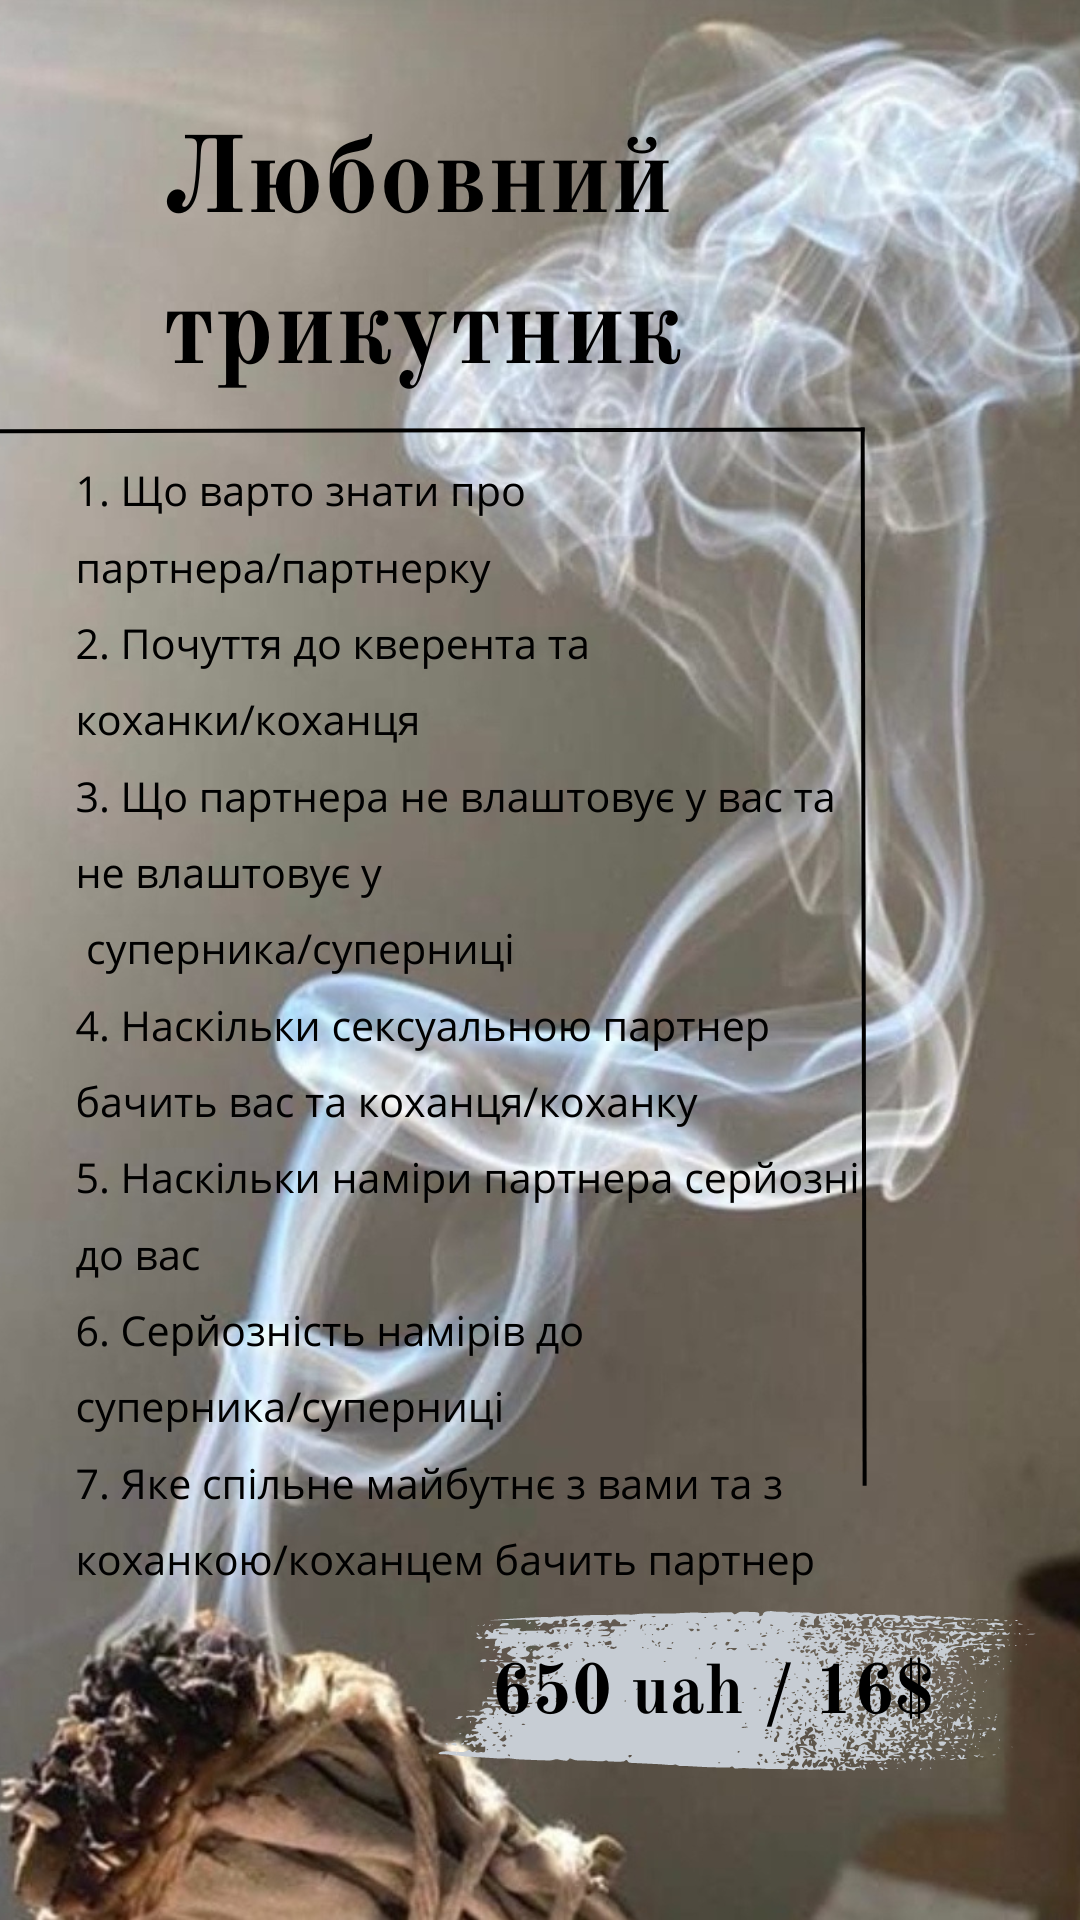 Любовний
трикутник
1. Що варто знати про
партнера/партнерку
2. Почуття до кверента та
коханки/коханця
3. Що партнера не влаштовує у вас та
не влаштовує у
суперника/суперниці
4. Наскільки сексуальною партнер
бачить вас та коханця/коханку
5. Наскільки наміри партнера серйозні
до вас
6. Серйозність намірів до
суперника/суперниці
7. Яке спільне майбутнє з вами та з
коханкою/коханцем бачить партнер
650 uah / 16$